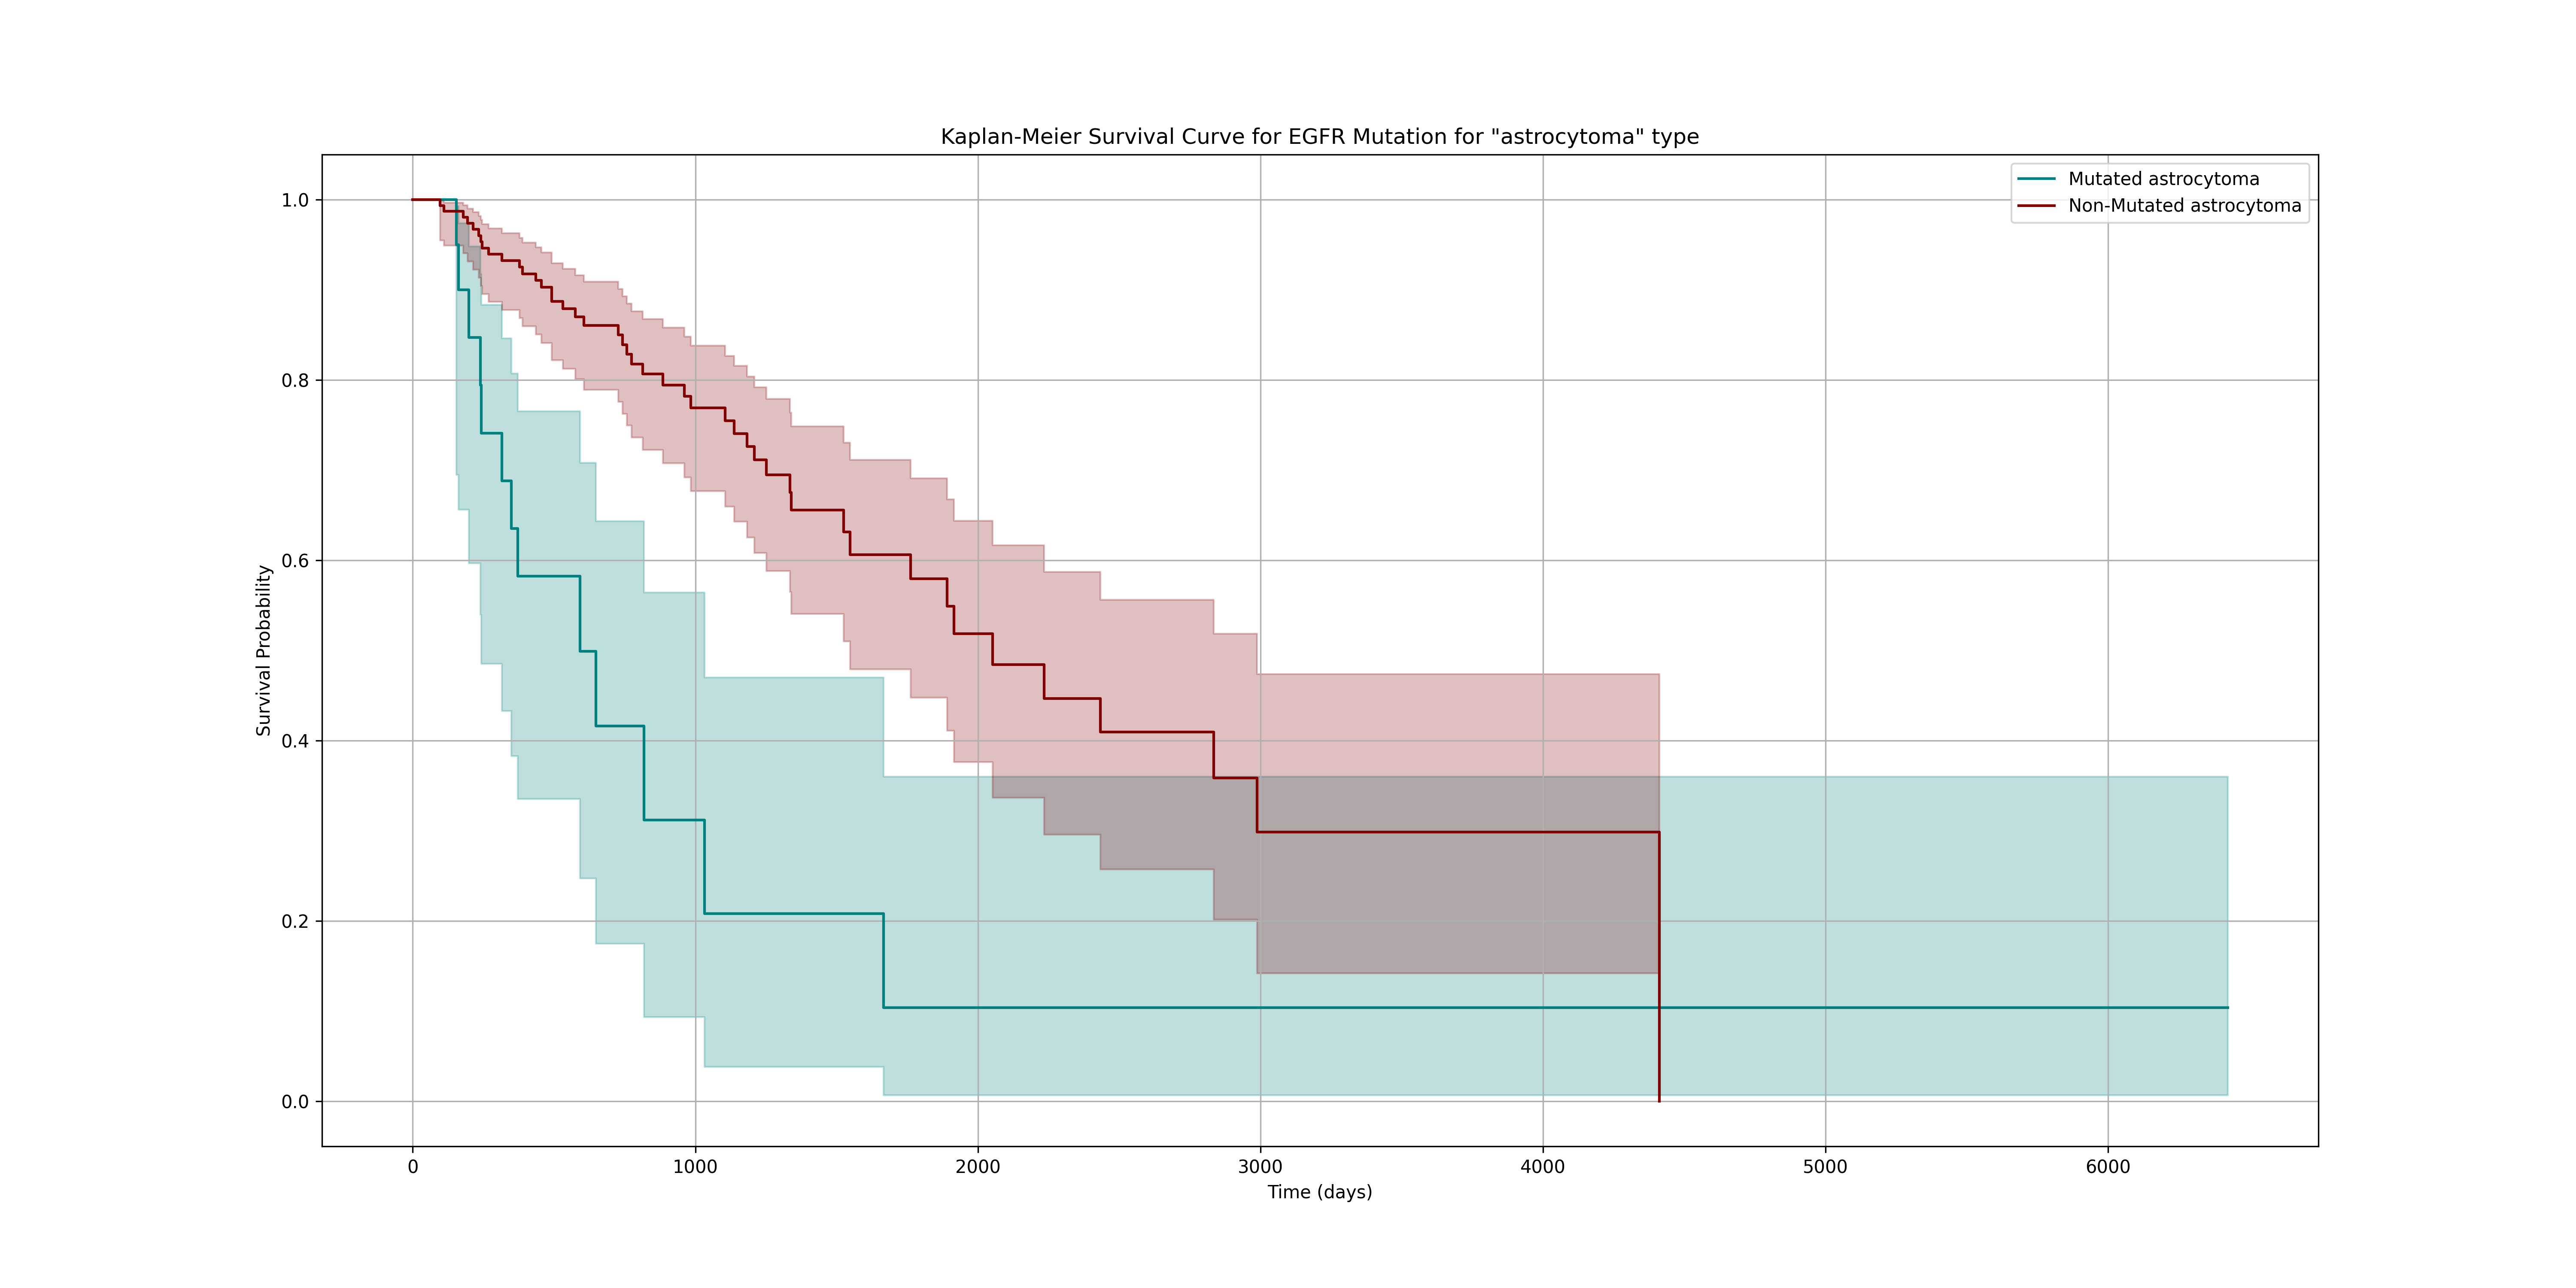 Kaplan-Meier Survival Curve for EGFR Mutation for "astrocytoma" type
Mutated astrocytoma
Non-Mutated astrocytoma
1.0
0.8
0.6
0.4
0.2
0.0
Survival Probability
0 1000 2000 3000 4000 5000 6000
Time (days)